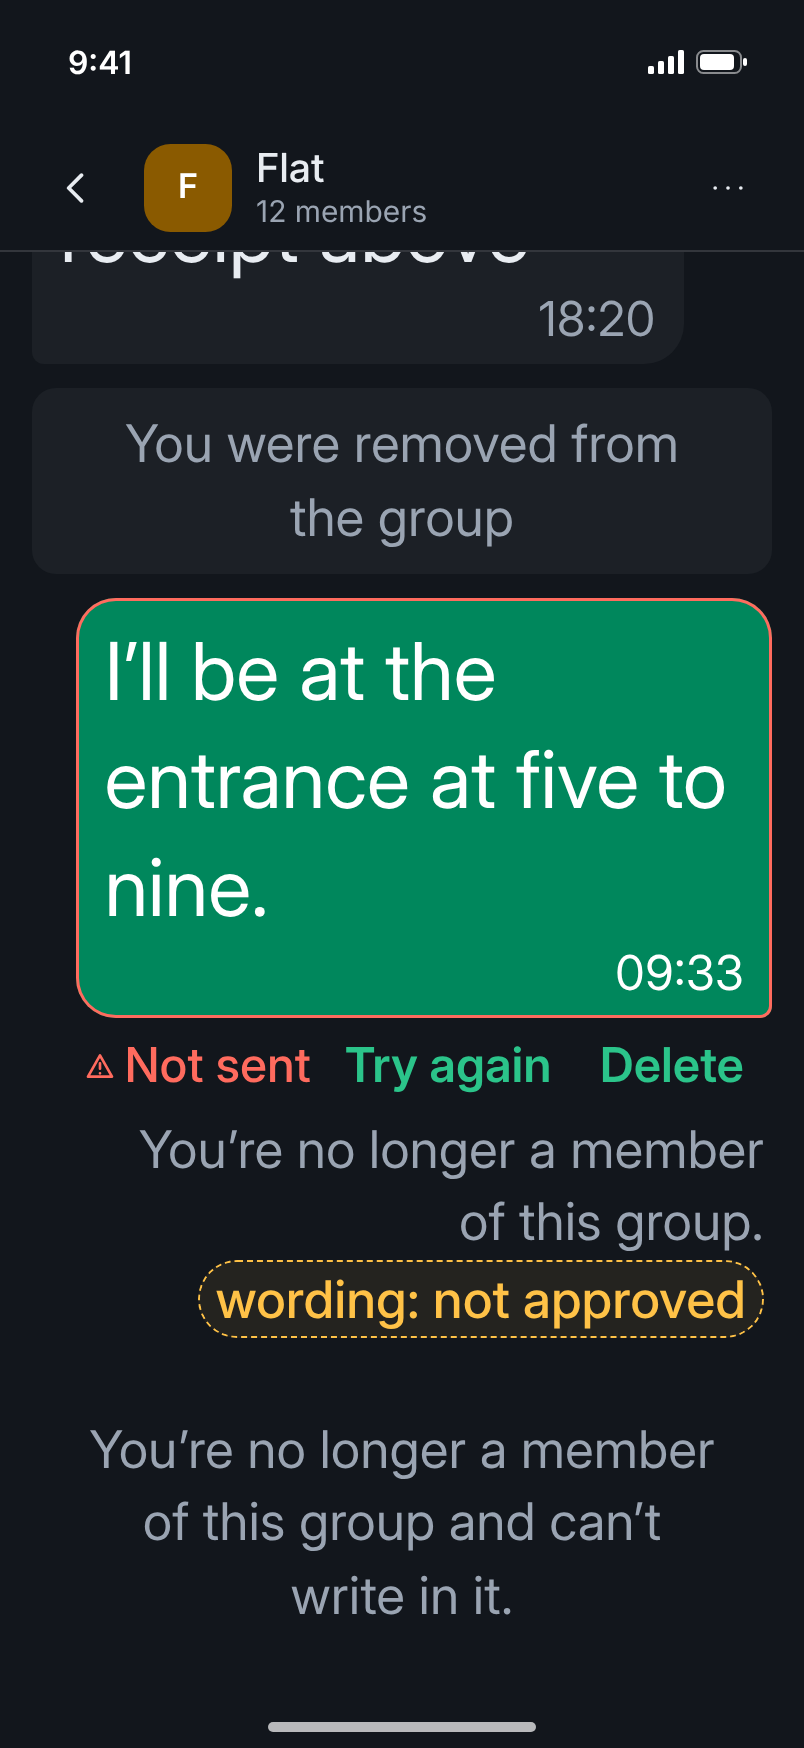 9:41
F
Flat
12 members
receipt above
18:20
You were removed from
the group
I’ll be at the
entrance at five to
nine.
09:33
Not sent Try again Delete
You’re no longer a member
of this group.
wording: not approved
You’re no longer a member
of this group and can’t
write in it.